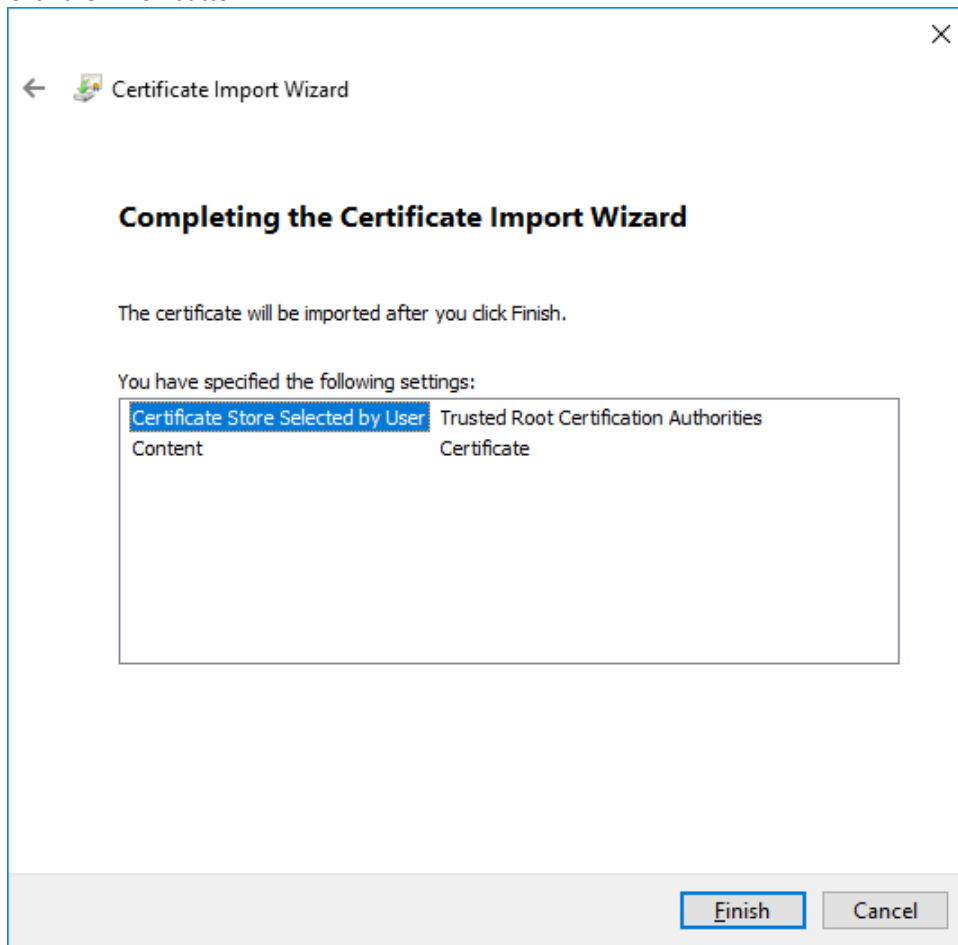 Certificate Import Wizard
Completing the Certificate Import Wizard
The certificate will be imported after you click Finish.
You have specified the following settings:
Certificate Store Selected by User Trusted Root Certification Authorities
Content Certificate
Finish Cancel